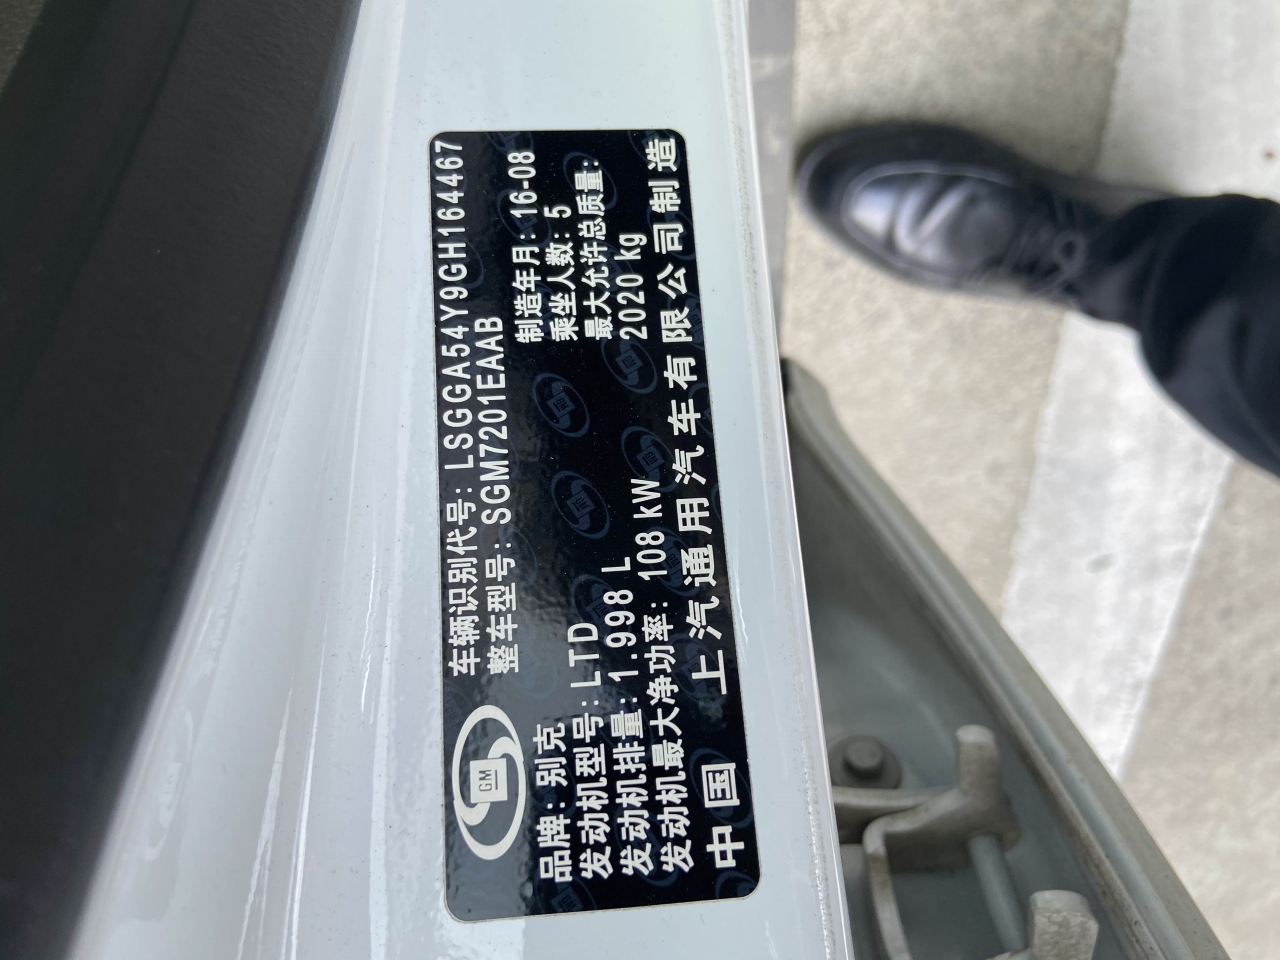 车辆识别代号: LSGGA54Y9GH164467
整车型号: SGM7201EAAB
GM
品牌: 别克
制造年月: 16-08
发动机型号: LTD
乘坐人数: 5
发动机排量: 1.998 L
最大允许总质量:
2020 kg
发动机最大净功率: 108 kW
中国 上汽通用汽车有限公司制造